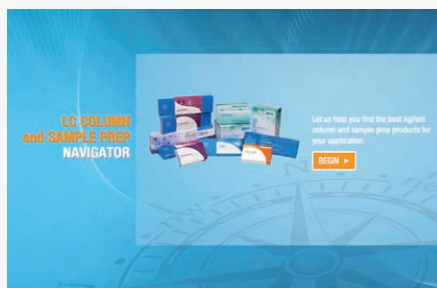 LC COLUMN
and SAMPLE PREP
NAVIGATOR
Let us help you find the best Agilent
column and sample prep products for
your application.
BEGIN ►